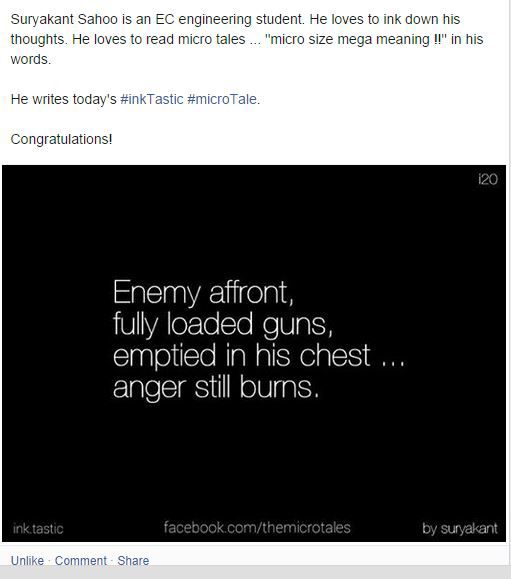 Suryakant Sahoo is an EC engineering student. He loves to ink down his
thoughts. He loves to read micro tales ... "micro size mega meaning !!" in his
words.
He writes today's #inkTastic #microTale.
Congratulations!
i20
Enemy affront,
fully loaded guns,
emptied in his chest ...
anger still burns.
ink.tastic facebook.com/themicrotales by suryakant
Unlike · Comment · Share